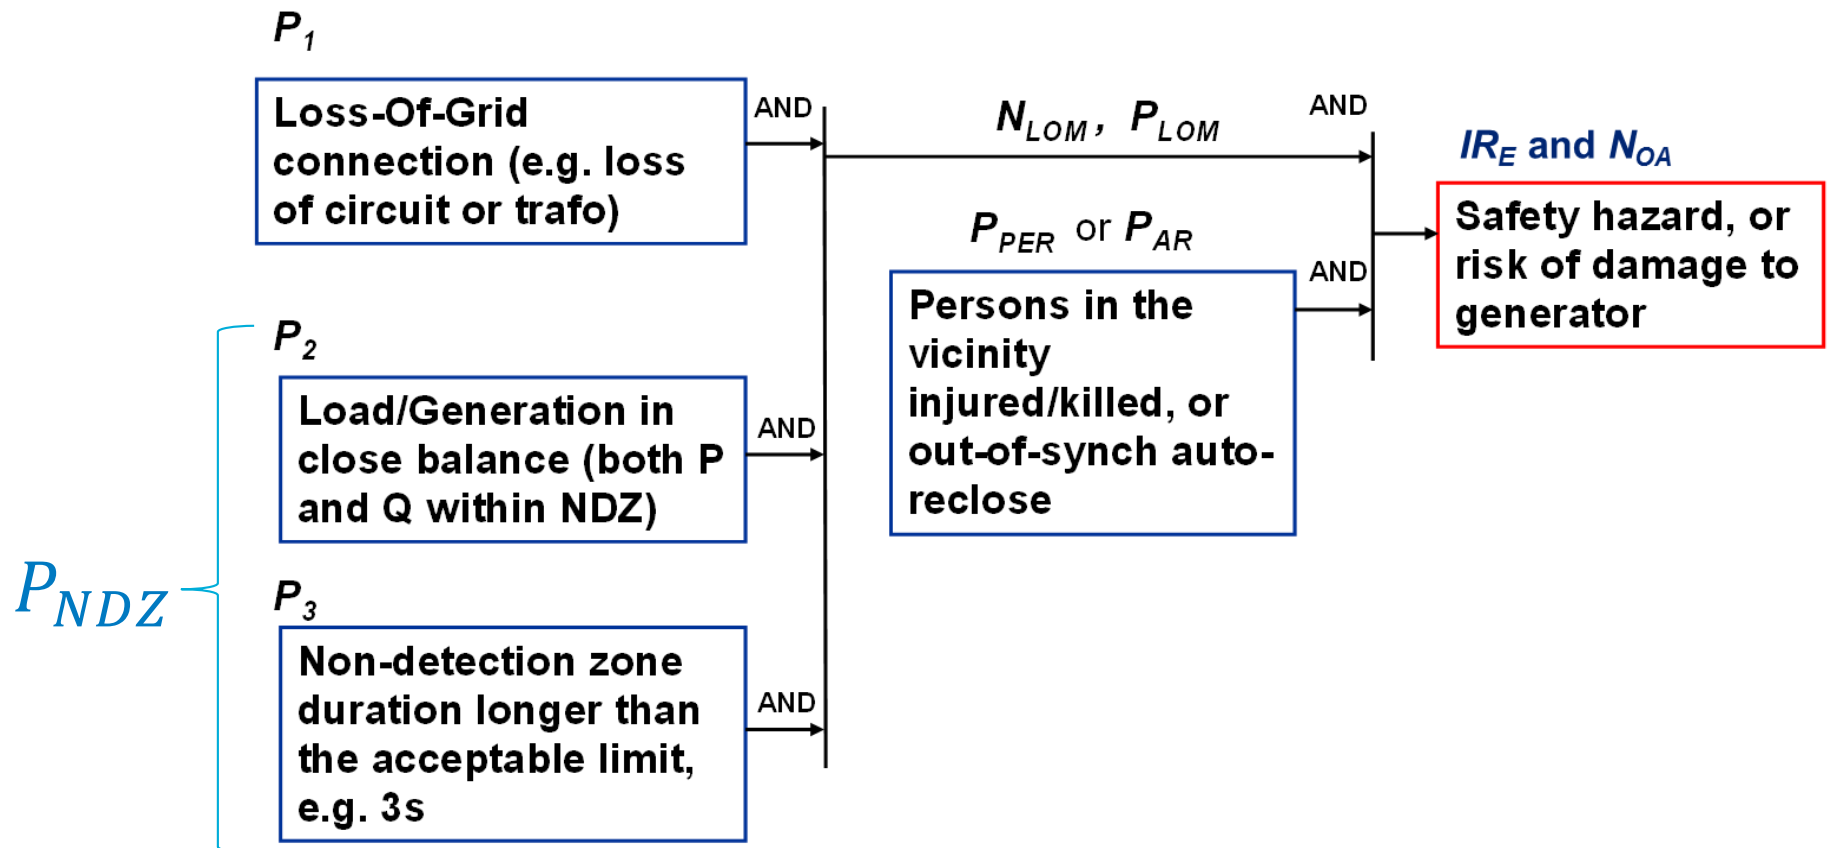 P1
Loss-Of-Grid
connection (e.g. loss
of circuit or trafo)
AND
NLOM, PLOM
AND
IRE and NOA
Safety hazard, or
risk of damage to
generator
PPER or PAR
Persons in the
vicinity
injured/killed, or
out-of-synch auto-
reclose
AND
P2
Load/Generation in
close balance (both P
and Q within NDZ)
AND
PNDZ
P3
Non-detection zone
duration longer than
the acceptable limit,
e.g. 3s
AND